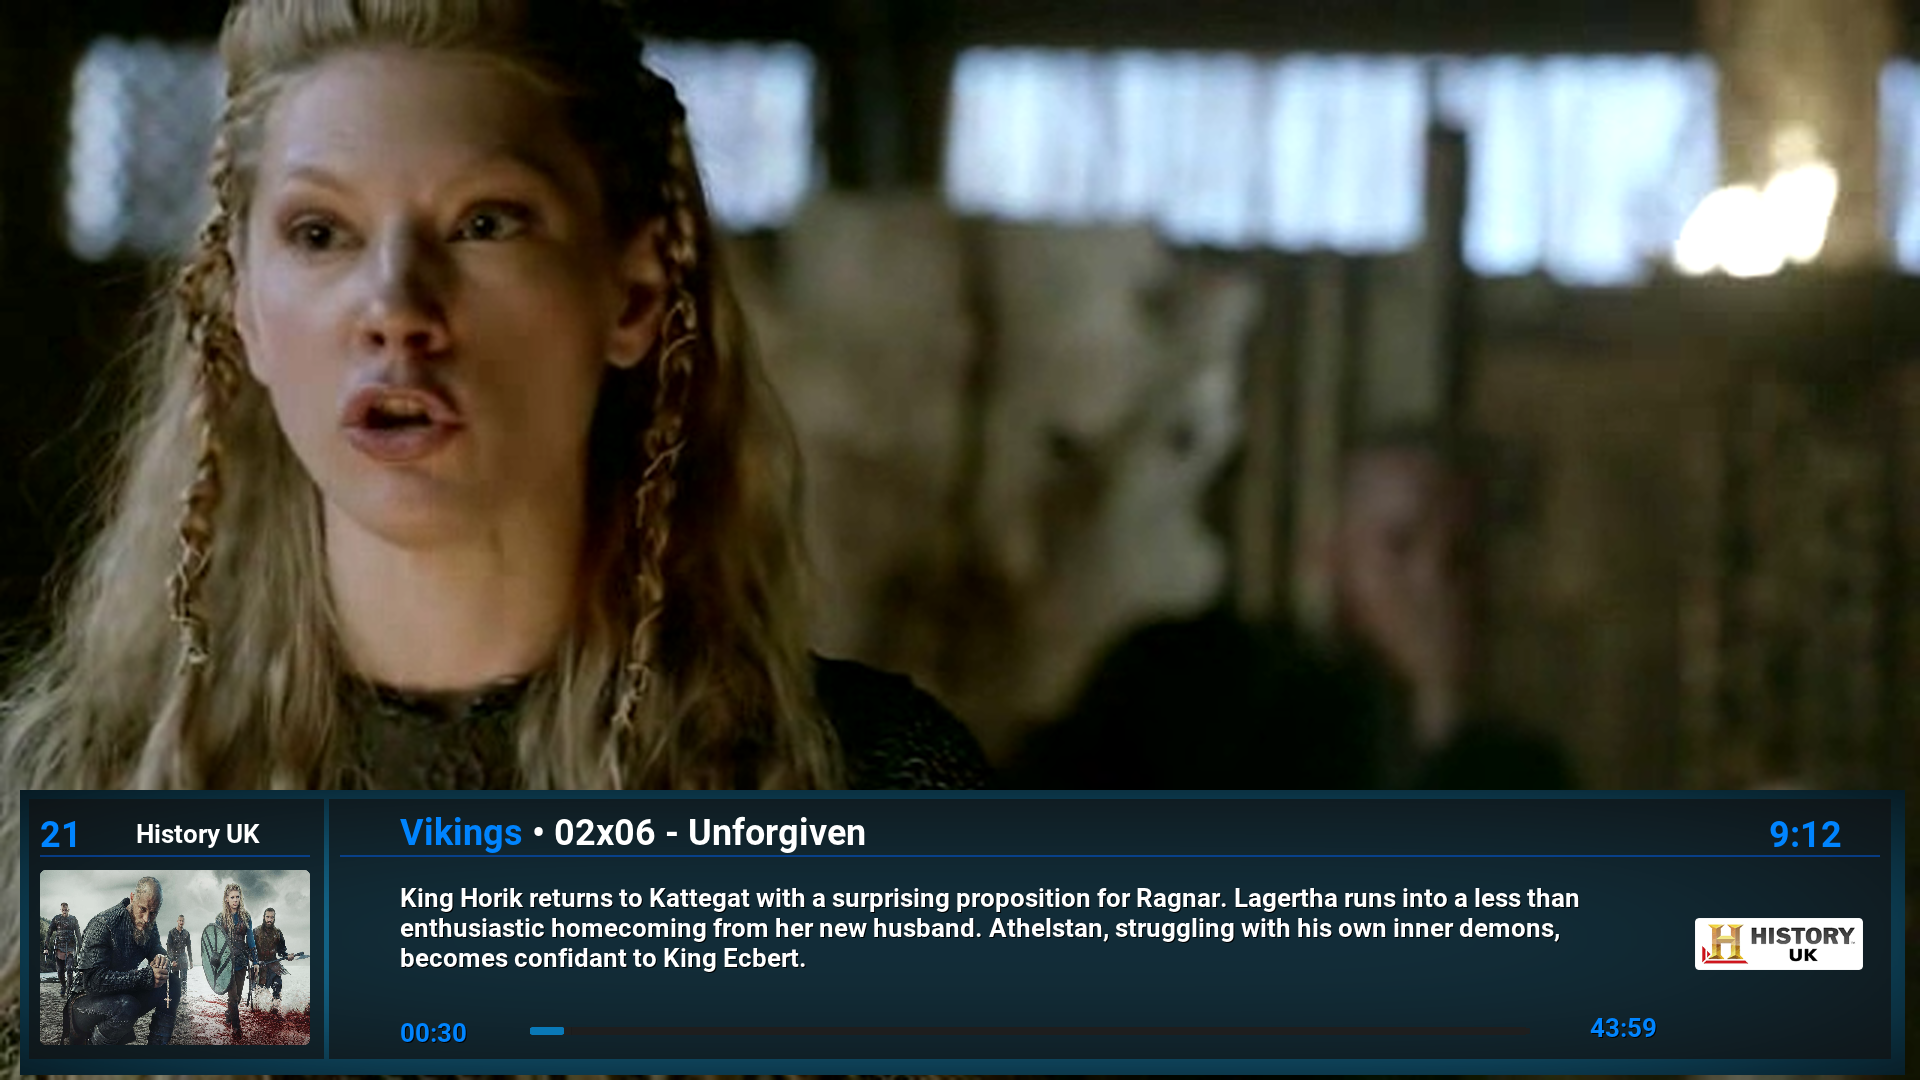 21 History UK
Vikings • 02x06 - Unforgiven
9:12
King Horik returns to Kattegat with a surprising proposition for Ragnar. Lagertha runs into a less than
enthusiastic homecoming from her new husband. Athelstan, struggling with his own inner demons,
becomes confidant to King Ecbert.
H HISTORY
UK
00:30
43:59